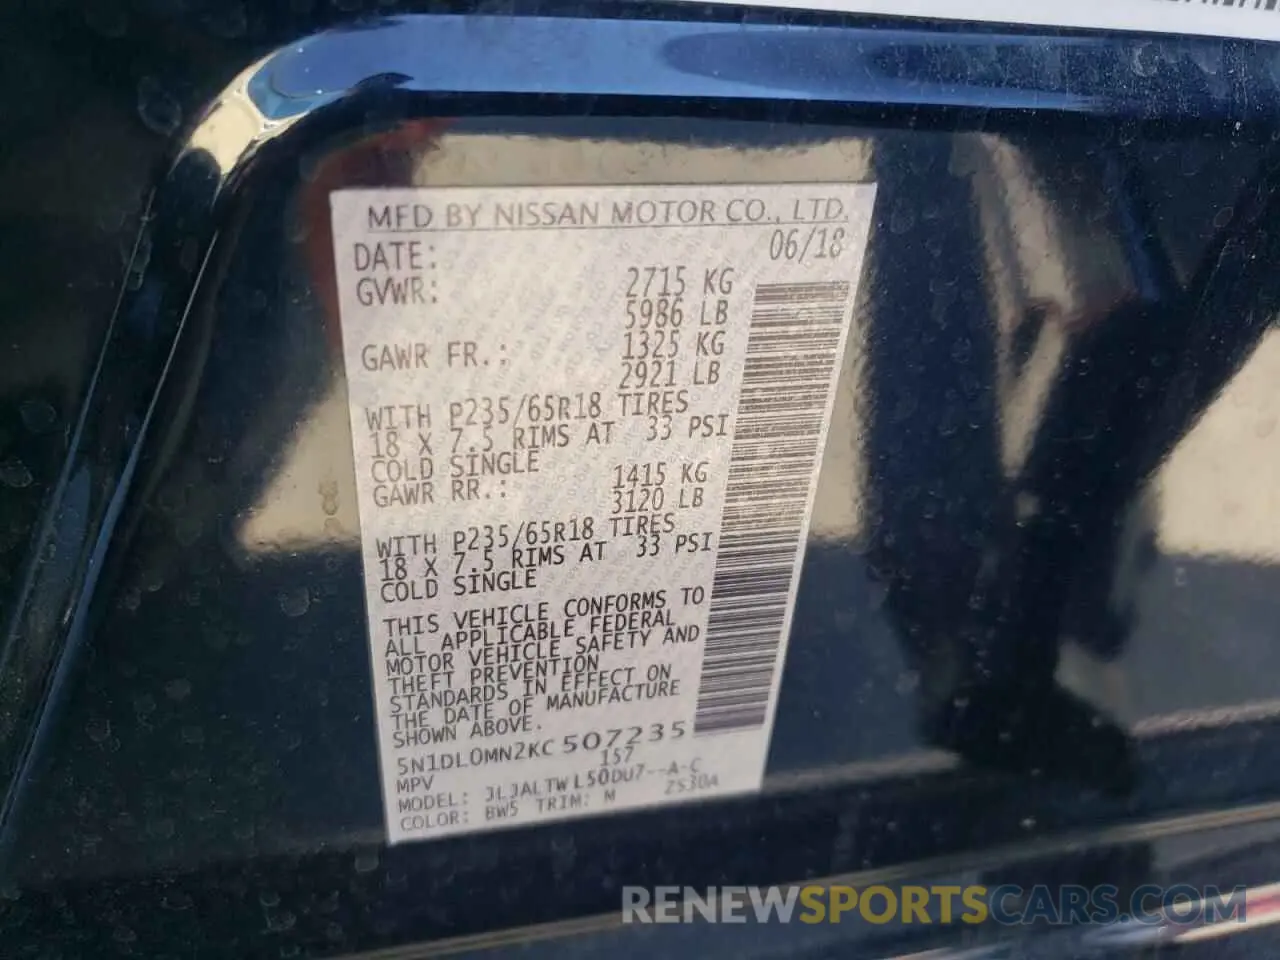 MFD BY NISSAN MOTOR CO., LTD.
DATE: 06/18
GVWR: 2715 KG
5986 LB
GAWR FR.: 1325 KG
2921 LB
WITH P235/65R18 TIRES
18 X 7.5 RIMS AT 33 PSI
COLD SINGLE
GAWR RR.: 1415 KG
3120 LB
WITH P235/65R18 TIRES
18 X 7.5 RIMS AT 33 PSI
COLD SINGLE
THIS VEHICLE CONFORMS TO
ALL APPLICABLE FEDERAL
MOTOR VEHICLE SAFETY AND
THEFT PREVENTION
STANDARDS IN EFFECT ON
THE DATE OF MANUFACTURE
SHOWN ABOVE.
5N1DL0MN2KC507235
MPV 157
MODEL: JLJALTWL50DU7--A-C
COLOR: BW5 TRIM: M Z530A
RENEWSPORTSCARS.COM